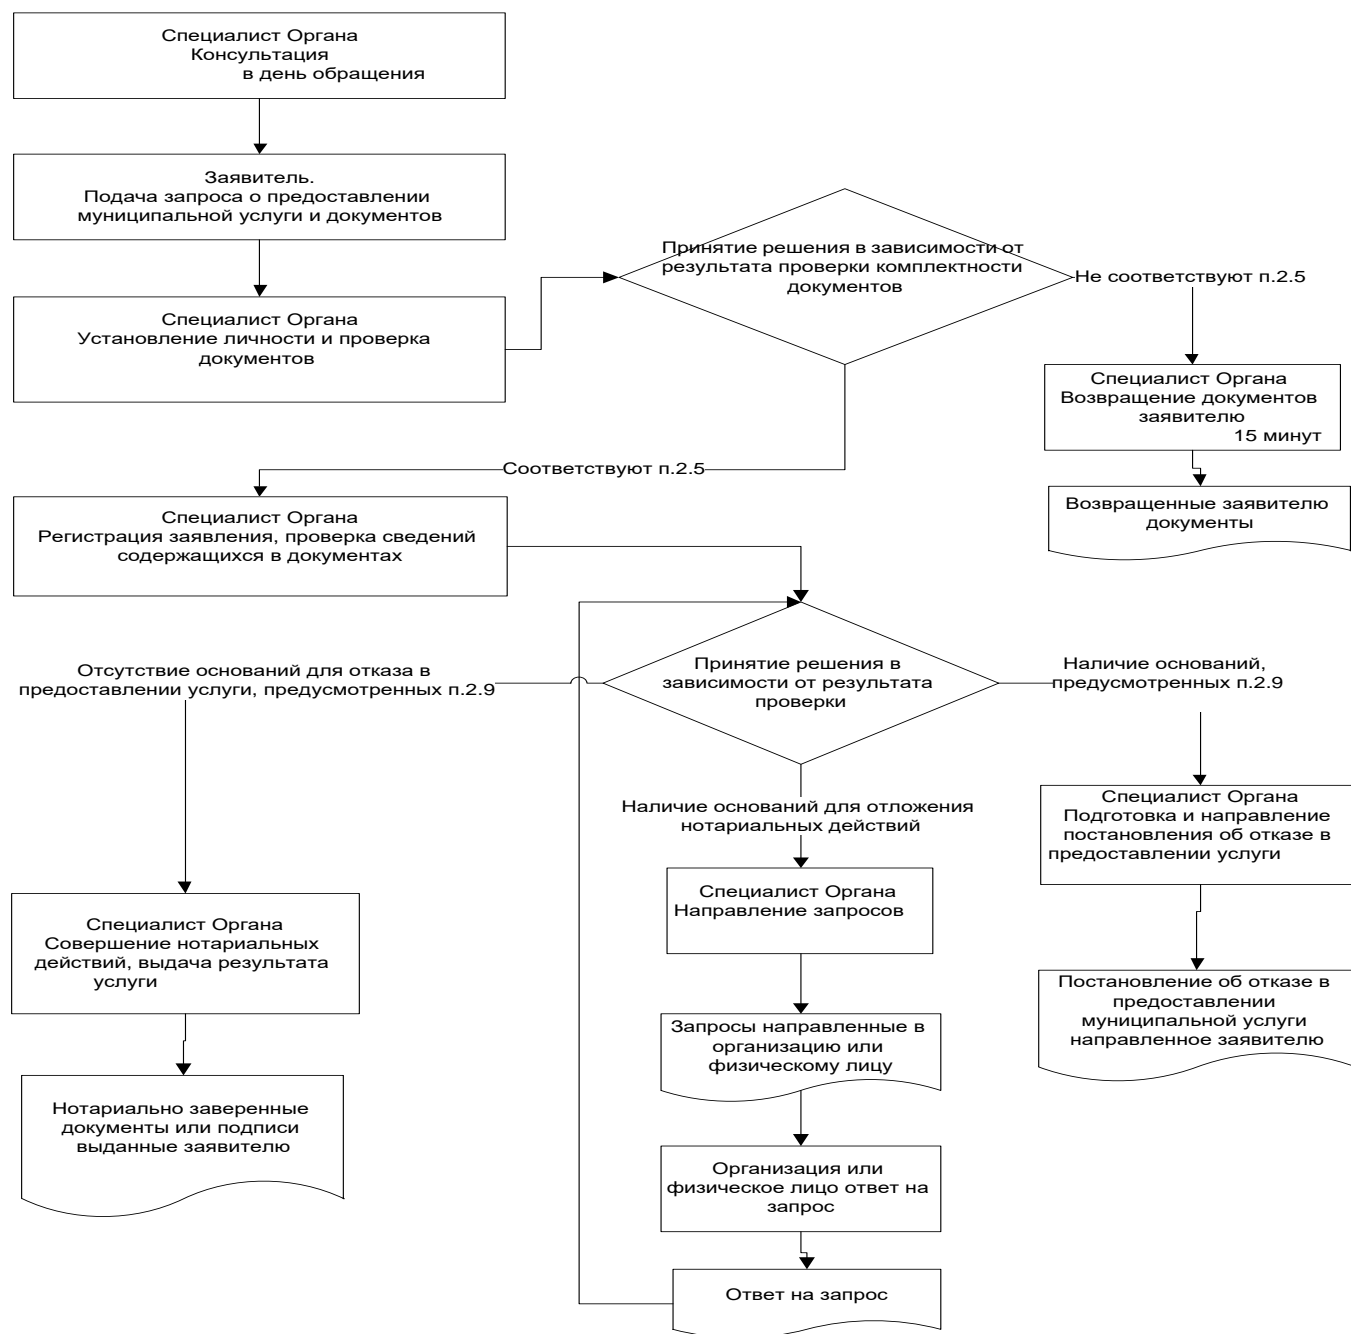 Специалист Органа
Консультация
в день обращения
Заявитель.
Подача запроса о предоставлении
муниципальной услуги и документов
Специалист Органа
Установление личности и проверка
документов
Принятие решения в зависимости от
результата проверки комплектности
документов
Не соответствуют п.2.5
Специалист Органа
Возвращение документов
заявителю
15 минут
Возвращенные заявителю
документы
Соответствуют п.2.5
Специалист Органа
Регистрация заявления, проверка сведений
содержащихся в документах
Принятие решения в
зависимости от результата
проверки
Отсутствие оснований для отказа в
предоставлении услуги, предусмотренных п.2.9
Наличие оснований,
предусмотренных п.2.9
Наличие оснований для отложения
нотариальных действий
Специалист Органа
Подготовка и направление
постановления об отказе в
предоставлении услуги
Специалист Органа
Направление запросов
Специалист Органа
Совершение нотариальных
действий, выдача результата
услуги
Постановление об отказе в
предоставлении
муниципальной услуги
направленное заявителю
Запросы направленные в
организацию или
физическому лицу
Нотариально заверенные
документы или подписи
выданные заявителю
Организация или
физическое лицо ответ на
запрос
Ответ на запрос